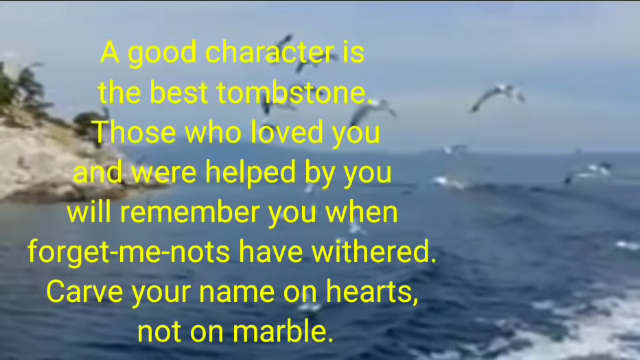 A good character is
the best tombstone.
Those who loved you
and were helped by you
will remember you when
forget-me-nots have withered.
Carve your name on hearts,
not on marble.